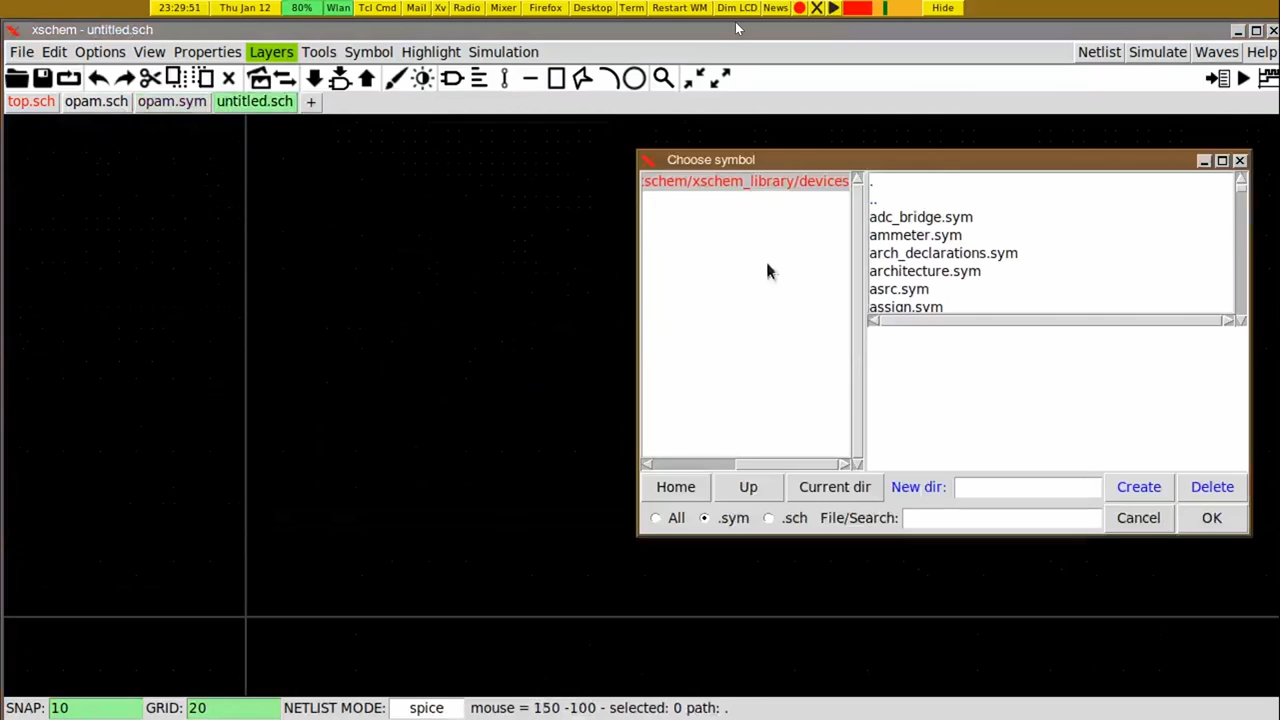 23:29:51 Thu Jan 12 80% Wlan Tcl Cmd Mail Xv Radio Mixer Firefox Desktop Term Restart WM Dim LCD News Hide
xschem - untitled.sch
File Edit Options View Properties Layers Tools Symbol Highlight Simulation Netlist Simulate Waves Help
top.sch opam.sch opam.sym untitled.sch +
Choose symbol
schem/xschem_library/devices
.
..
adc_bridge.sym
ammeter.sym
arch_declarations.sym
architecture.sym
asrc.sym
assign.sym
Home Up Current dir New dir: Create Delete
All .sym .sch File/Search: Cancel OK
SNAP: 10 GRID: 20 NETLIST MODE: spice mouse = 150 -100 - selected: 0 path: .